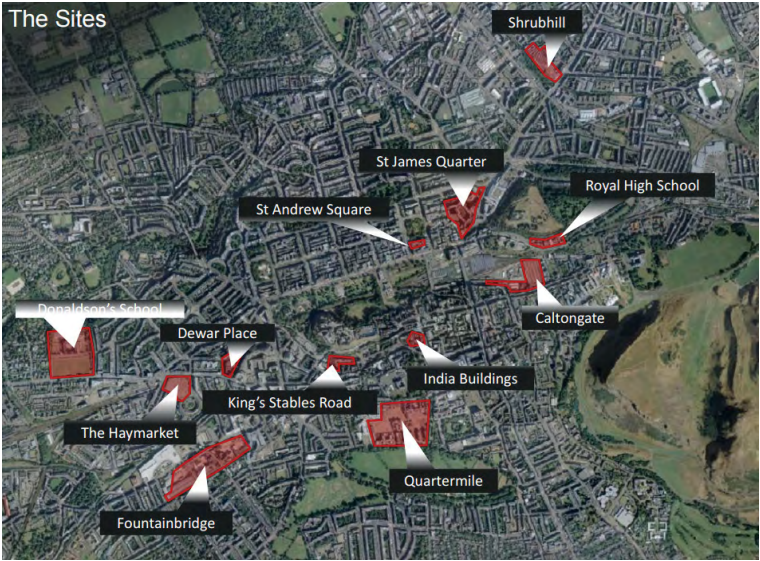 The Sites
Shrubhill
St James Quarter
Royal High School
St Andrew Square
Donaldson's School
Caltongate
Dewar Place
India Buildings
King's Stables Road
The Haymarket
Quartermile
Fountainbridge